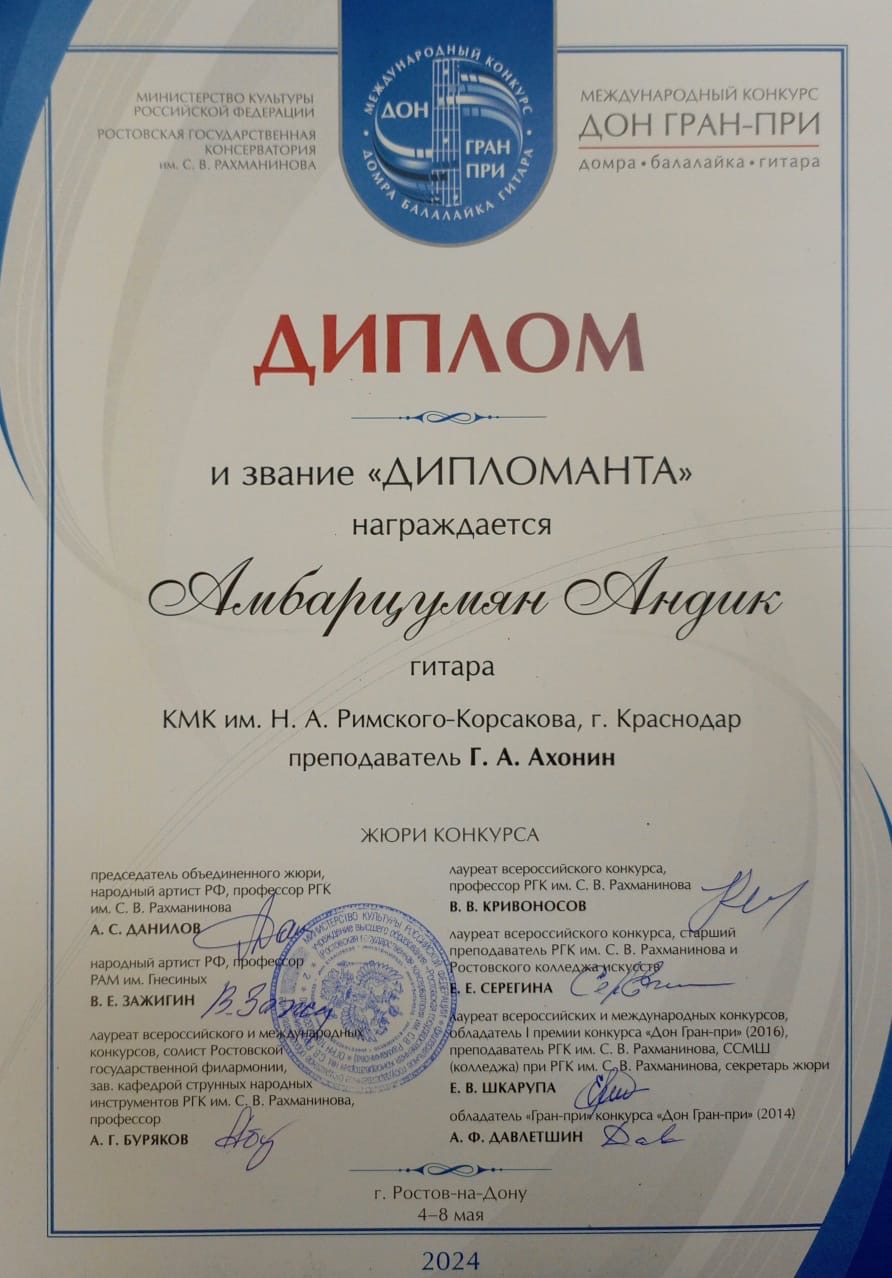 МИНИСТЕРСТВО КУЛЬТУРЫ
РОССИЙСКОЙ ФЕДЕРАЦИИ
РОСТОВСКАЯ ГОСУДАРСТВЕННАЯ
КОНСЕРВАТОРИЯ
им. С. В. РАХМАНИНОВА
МЕЖДУНАРОДНЫЙ КОНКУРС
ДОН
ГРАН
ПРИ
ДОМРА БАЛАЛАЙКА ГИТАРА
МЕЖДУНАРОДНЫЙ КОНКУРС
ДОН ГРАН-ПРИ
домра • балалайка • гитара
ДИПЛОМ
и звание «ДИПЛОМАНТА»
награждается
Амбарцумян Андик
гитара
КМК им. Н. А. Римского-Корсакова, г. Краснодар
преподаватель Г. А. Ахонин
ЖЮРИ КОНКУРСА
председатель объединенного жюри,
народный артист РФ, профессор РГК
им. С. В. Рахманинова
А. С. ДАНИЛОВ
народный артист РФ, профессор
РАМ им. Гнесиных
В. Е. ЗАЖИГИН
лауреат всероссийского и международных
конкурсов, солист Ростовской
государственной филармонии,
зав. кафедрой струнных народных
инструментов РГК им. С. В. Рахманинова,
профессор
А. Г. БУРЯКОВ
лауреат всероссийского конкурса,
профессор РГК им. С. В. Рахманинова
В. В. КРИВОНОСОВ
лауреат всероссийского конкурса, старший
преподаватель РГК им. С. В. Рахманинова и
Ростовского колледжа искусств
Е. Е. СЕРЕГИНА
лауреат всероссийских и международных конкурсов,
обладатель I премии конкурса «Дон Гран-при» (2016),
преподаватель РГК им. С. В. Рахманинова, ССМШ
(колледжа) при РГК им. С. В. Рахманинова, секретарь жюри
Е. В. ШКАРУПА
обладатель «Гран-при» конкурса «Дон Гран-при» (2014)
А. Ф. ДАВЛЕТШИН
г. Ростов-на-Дону
4–8 мая
2024